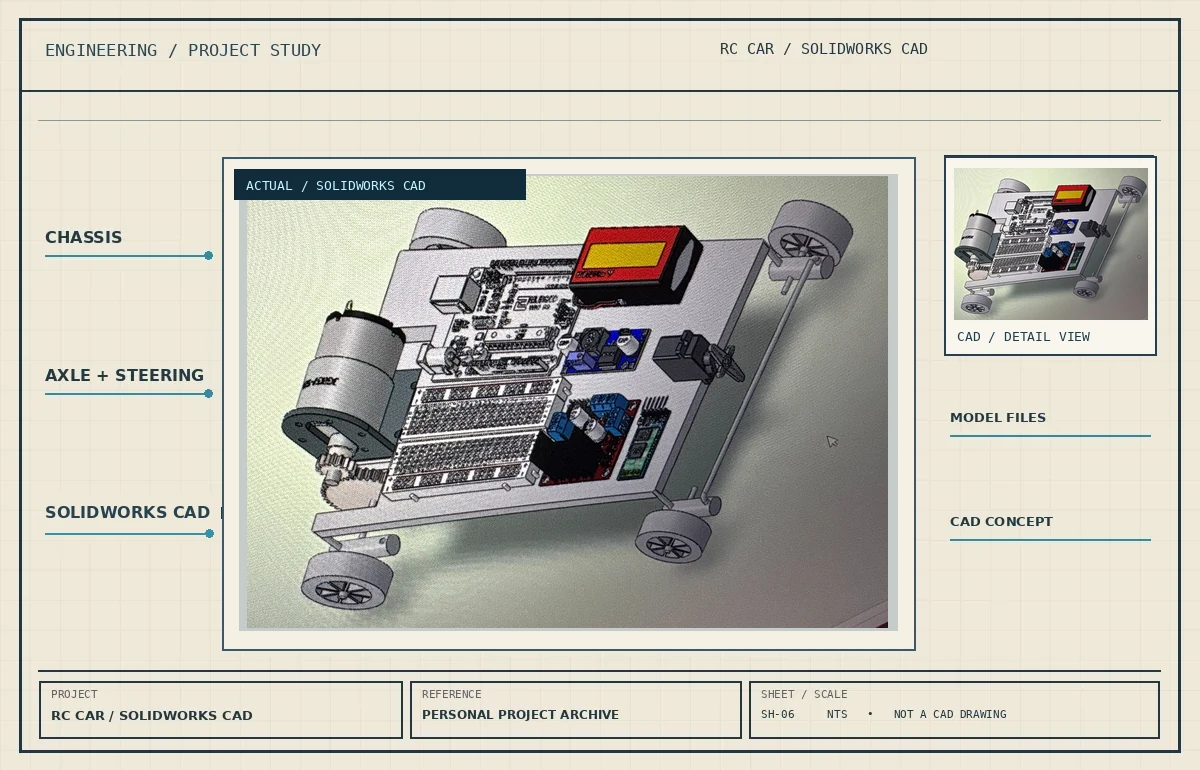 ENGINEERING / PROJECT STUDY
RC CAR / SOLIDWORKS CAD
ACTUAL / SOLIDWORKS CAD
CHASSIS
AXLE + STEERING
SOLIDWORKS CAD
CAD / DETAIL VIEW
MODEL FILES
CAD CONCEPT
PROJECT
RC CAR / SOLIDWORKS CAD
REFERENCE
PERSONAL PROJECT ARCHIVE
SHEET / SCALE
SH-06 NTS • NOT A CAD DRAWING